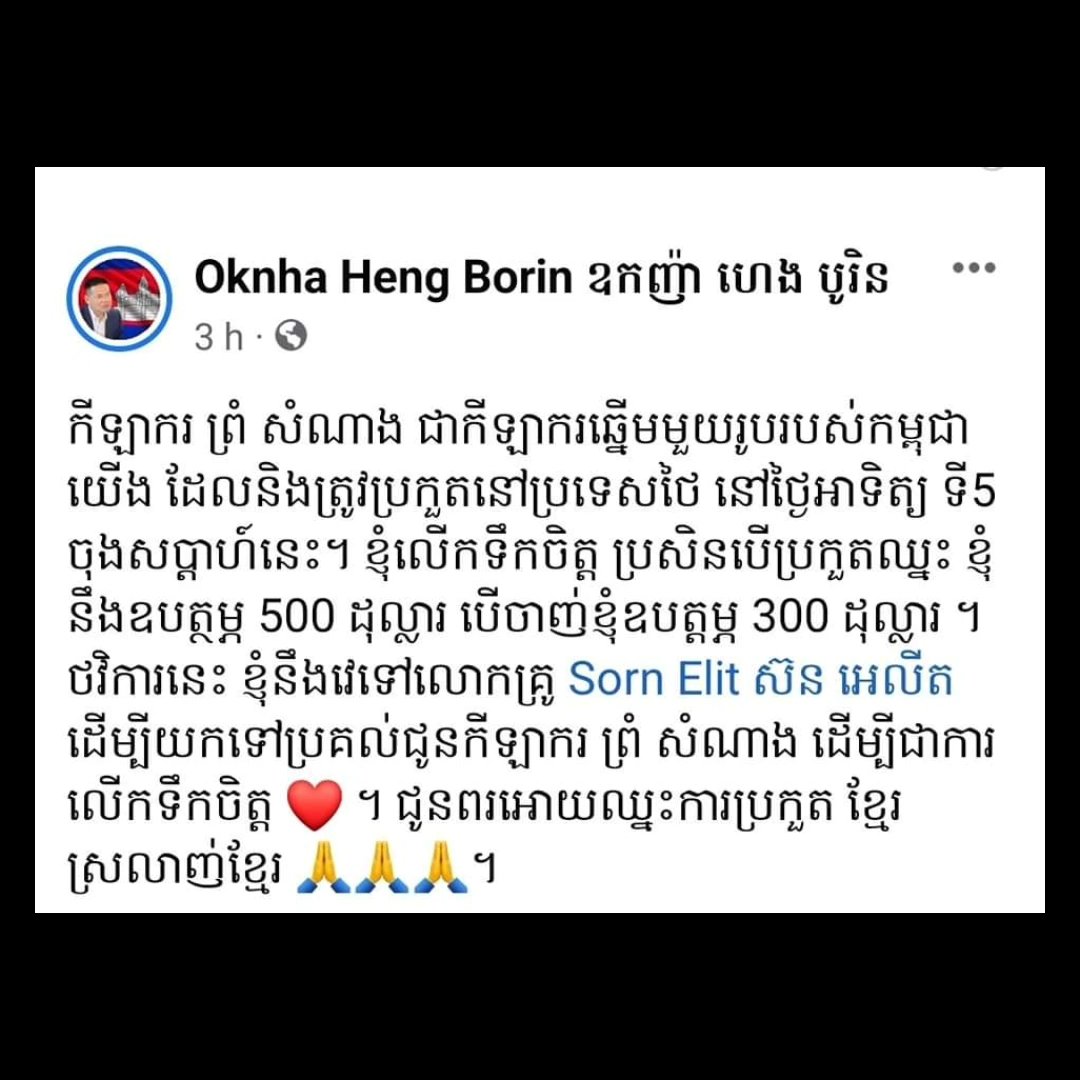 Oknha Heng Borin ឧកញ៉ា ហេង បូរិន
3 h ·
កីឡាករ ព្រំ សំណាង ជាកីឡាករឆ្នើមមួយរូបរបស់កម្ពុជា
យើង ដែលនិងត្រូវប្រកួតនៅប្រទេសថៃ នៅថ្ងៃអាទិត្យ ទី5
ចុងសប្ដាហ៍នេះ។ ខ្ញុំលើកទឹកចិត្ត ប្រសិនបើប្រកួតឈ្នះ ខ្ញុំ
នឹងឧបត្ថម្ភ 500 ដុល្លារ បើចាញ់ខ្ញុំឧបត្តម្ភ 300 ដុល្លារ ។
ថវិការនេះ ខ្ញុំនឹងវេទៅលោកគ្រូ Sorn Elit ស៊ន អេលីត
ដើម្បីយកទៅប្រគល់ជូនកីឡាករ ព្រំ សំណាង ដើម្បីជាការ
លើកទឹកចិត្ត ❤️ ។ ជូនពរអោយឈ្នះការប្រកួត ខ្មែរ
ស្រលាញ់ខ្មែរ 🙏🙏🙏 ។